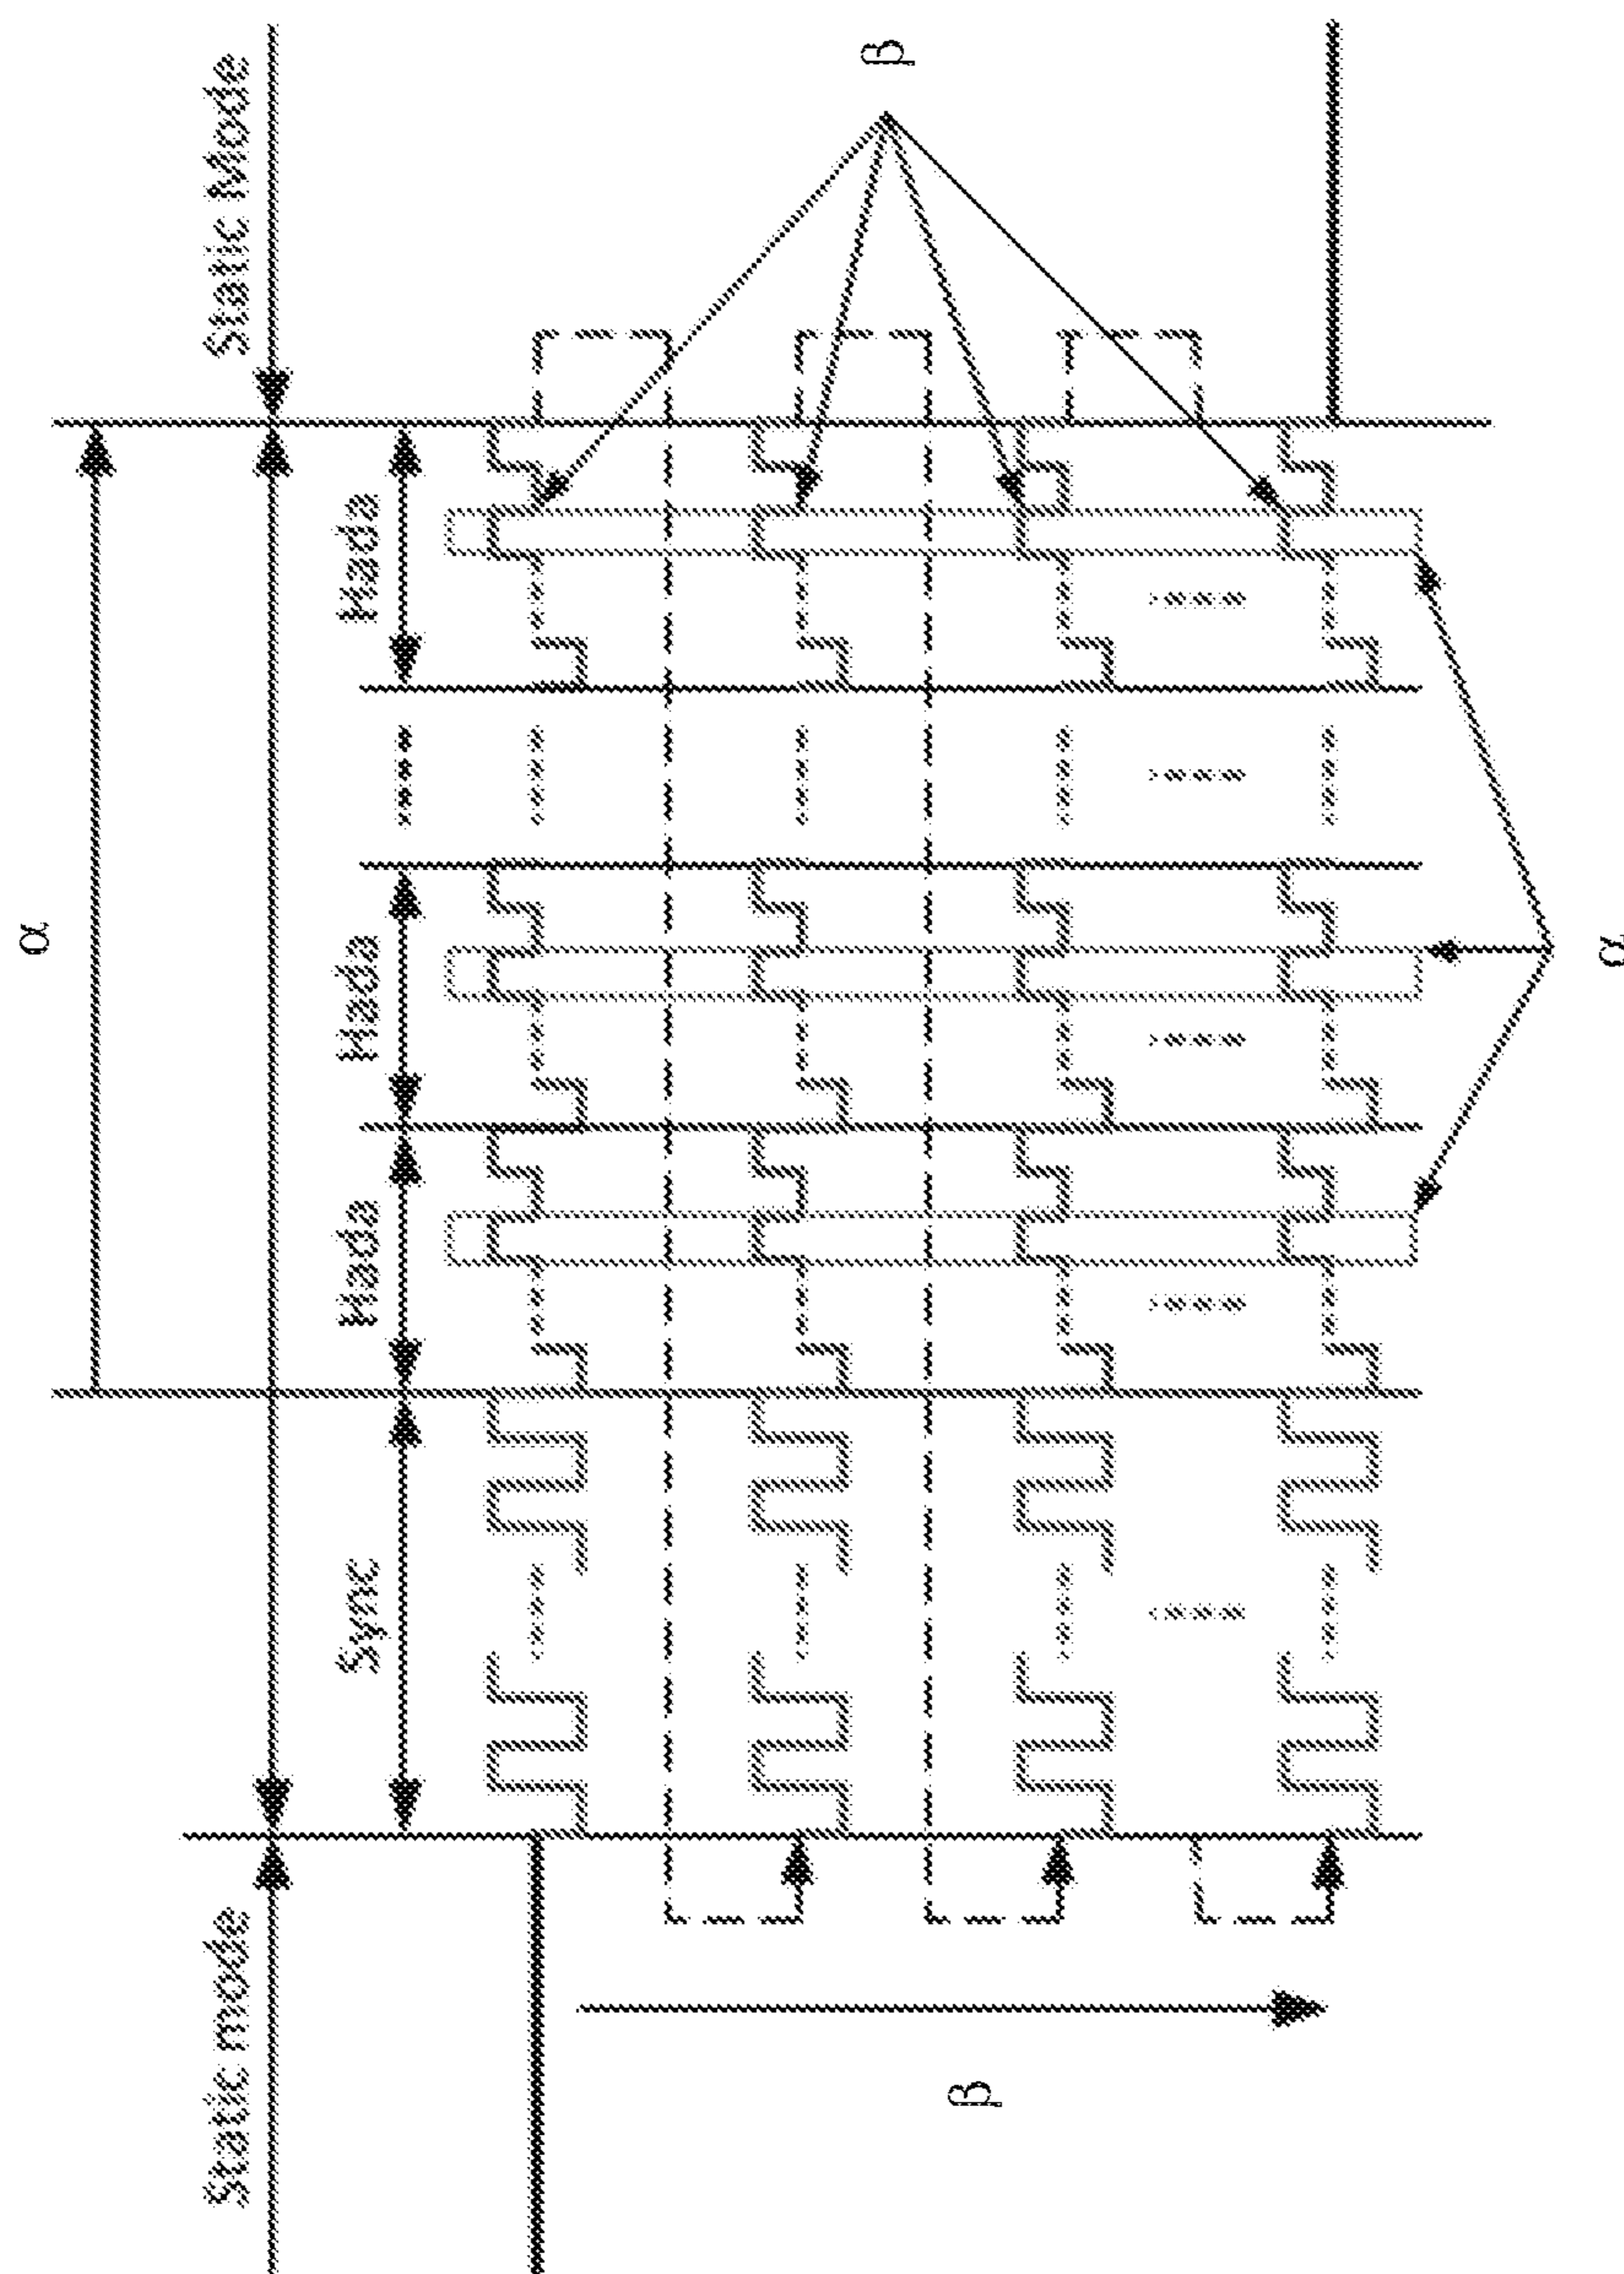 α
Static mode
Static Mode
Sync
Hada
Hada
Hada
β
β
α